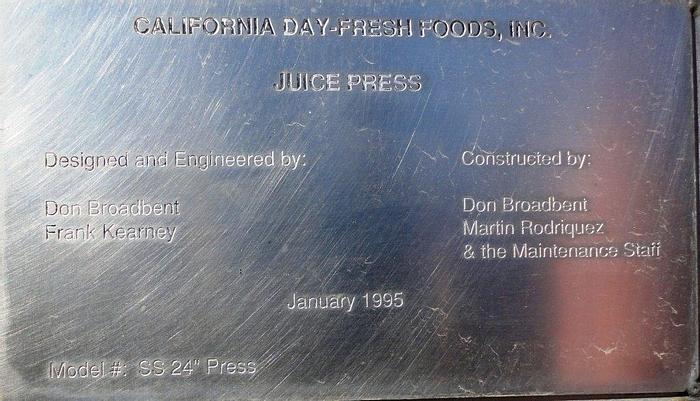 CALIFORNIA DAY-FRESH FOODS, INC.
JUICE PRESS
Designed and Engineered by:
Don Broadbent
Frank Kearney
Constructed by:
Don Broadbent
Martin Rodriquez
& the Maintenance Staff
January 1995
Model #: SS 24" Press